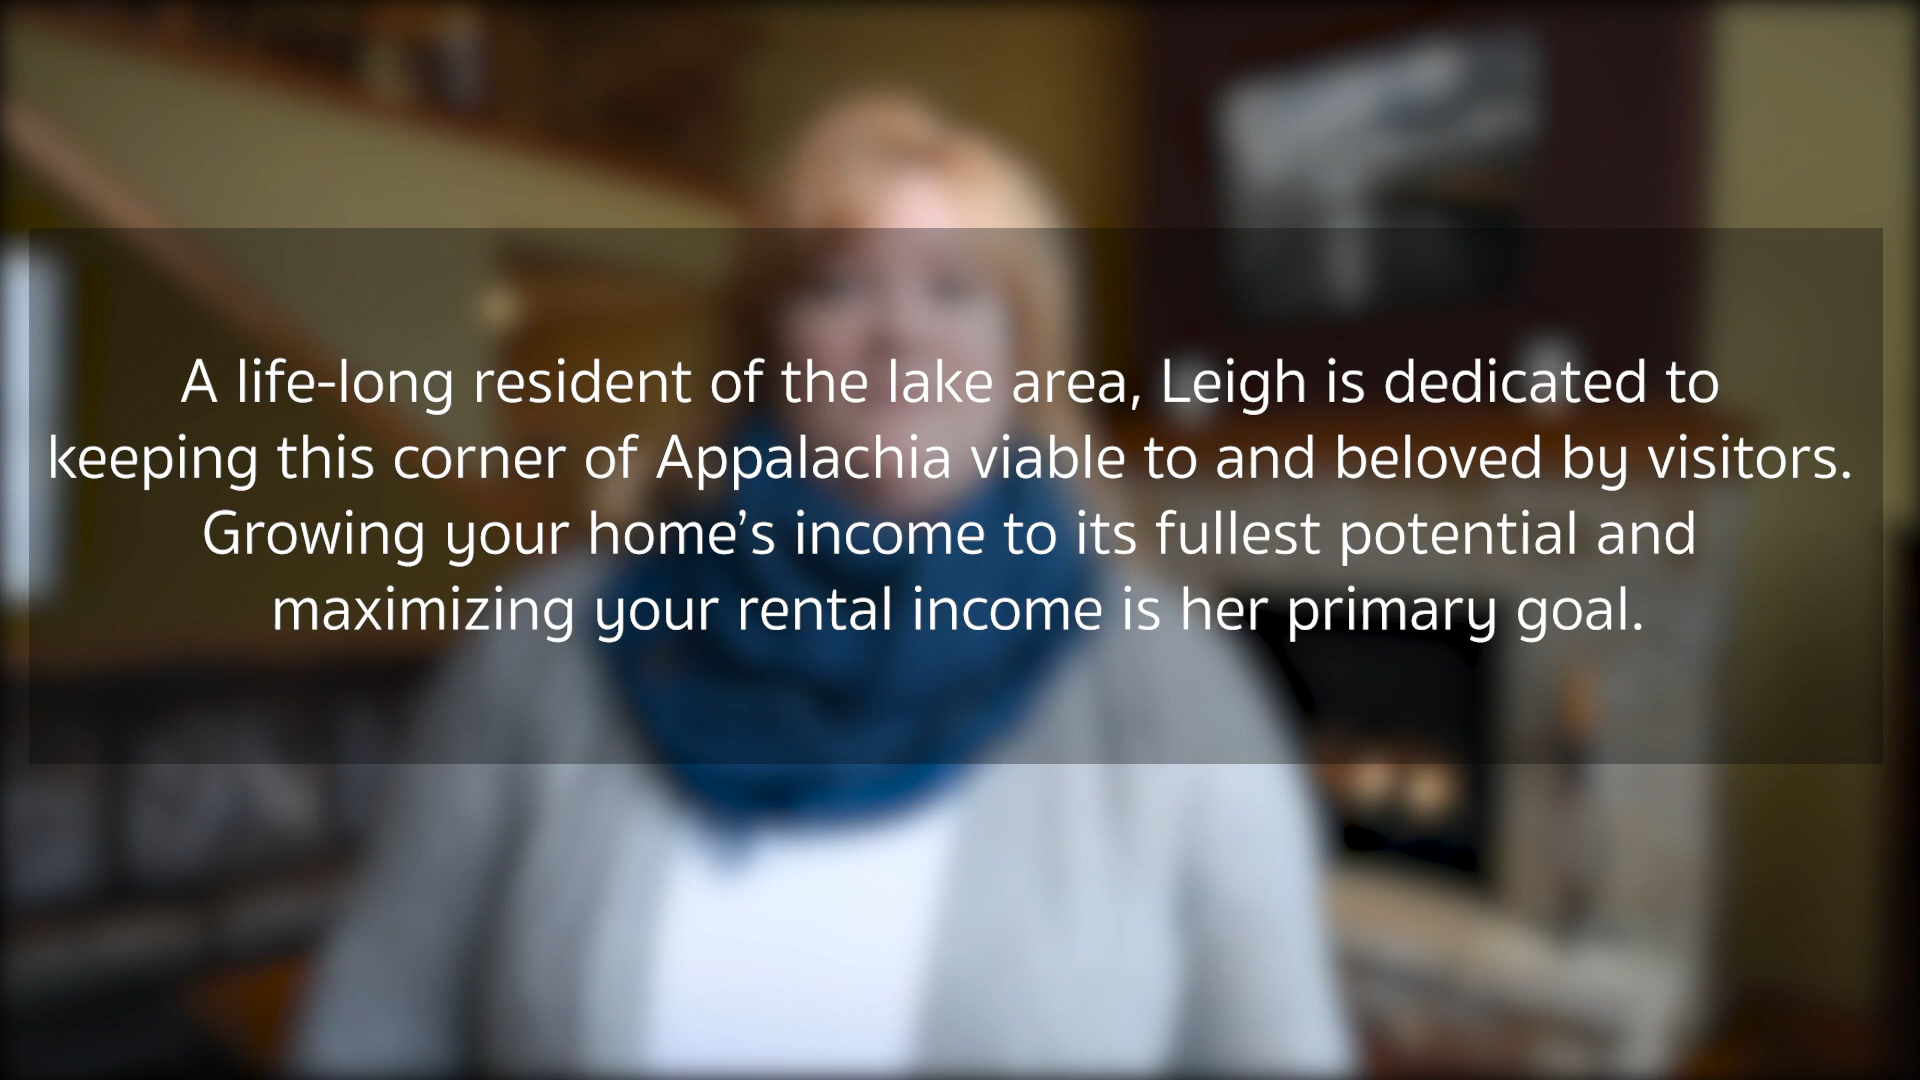 A life-long resident of the lake area, Leigh is dedicated to
keeping this corner of Appalachia viable to and beloved by visitors.
Growing your home’s income to its fullest potential and
maximizing your rental income is her primary goal.